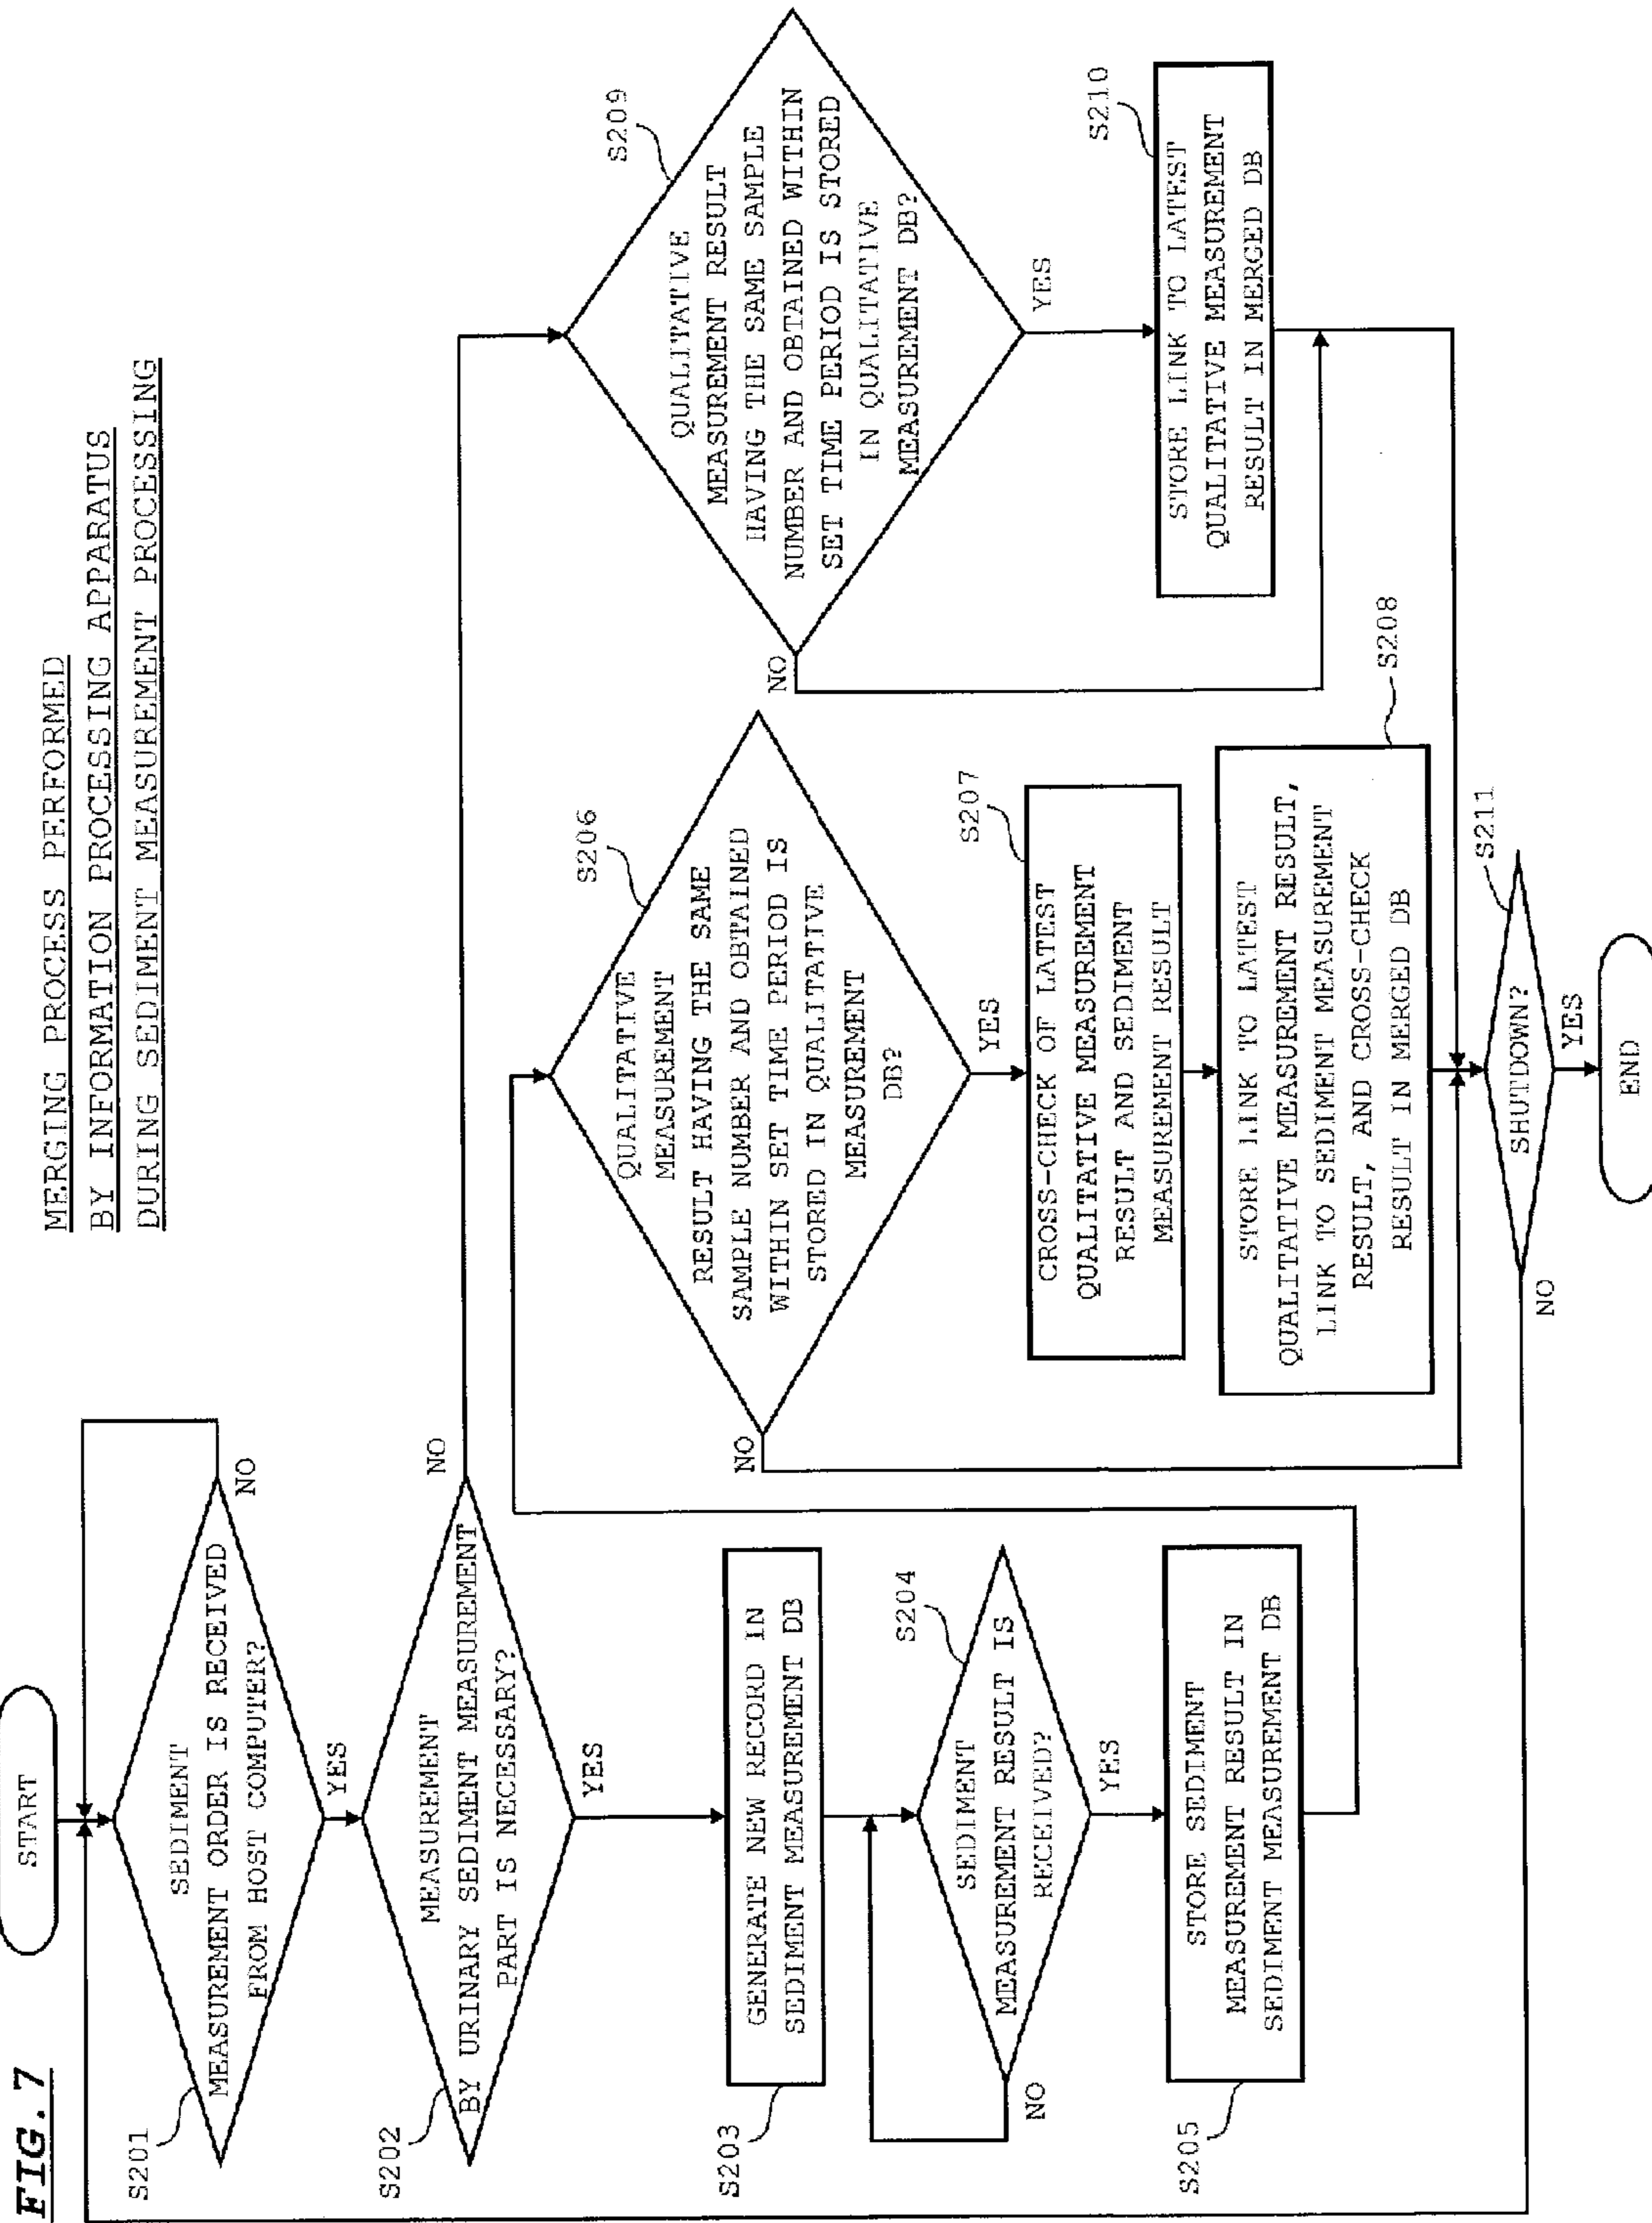 FIG. 7
MERGING PROCESS PERFORMED
BY INFORMATION PROCESSING APPARATUS
DURING SEDIMENT MEASUREMENT PROCESSING
START
S201
SEDIMENT
MEASUREMENT ORDER IS RECEIVED
FROM HOST COMPUTER?
NO
YES
S202
MEASUREMENT
BY URINARY SEDIMENT MEASUREMENT
PART IS NECESSARY?
NO
YES
S203
GENERATE NEW RECORD IN
SEDIMENT MEASUREMENT DB
S204
SEDIMENT
MEASUREMENT RESULT IS
RECEIVED?
NO
YES
S205
STORE SEDIMENT
MEASUREMENT RESULT IN
SEDIMENT MEASUREMENT DB
S206
QUALITATIVE
MEASUREMENT
RESULT HAVING THE SAME
SAMPLE NUMBER AND OBTAINED
WITHIN SET TIME PERIOD IS
STORED IN QUALITATIVE
MEASUREMENT
DB?
NO
YES
S207
CROSS-CHECK OF LATEST
QUALITATIVE MEASUREMENT
RESULT AND SEDIMENT
MEASUREMENT RESULT
S208
STORE LINK TO LATEST
QUALITATIVE MEASUREMENT RESULT,
LINK TO SEDIMENT MEASUREMENT
RESULT, AND CROSS-CHECK
RESULT IN MERGED DB
S209
QUALITATIVE
MEASUREMENT RESULT
HAVING THE SAME SAMPLE
NUMBER AND OBTAINED WITHIN
SET TIME PERIOD IS STORED
IN QUALITATIVE
MEASUREMENT DB?
NO
YES
S210
STORE LINK TO LATEST
QUALITATIVE MEASUREMENT
RESULT IN MERGED DB
S211
SHUTDOWN?
NO
YES
END